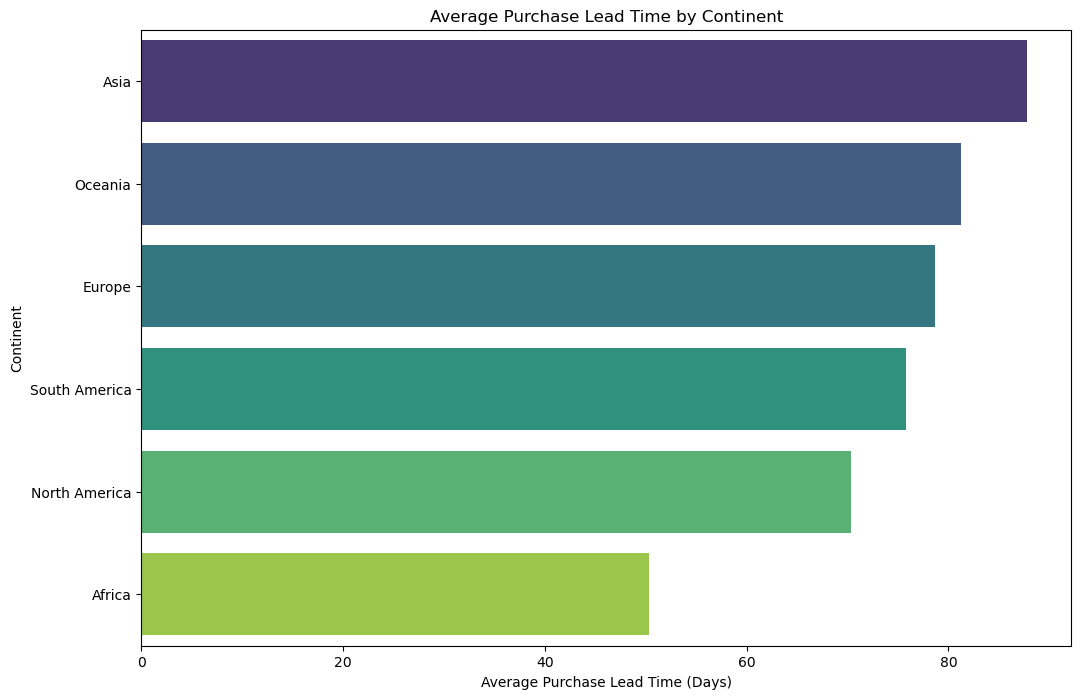 Average Purchase Lead Time by Continent
Asia
Oceania
Europe
South America
North America
Africa
Continent
0 20 40 60 80
Average Purchase Lead Time (Days)